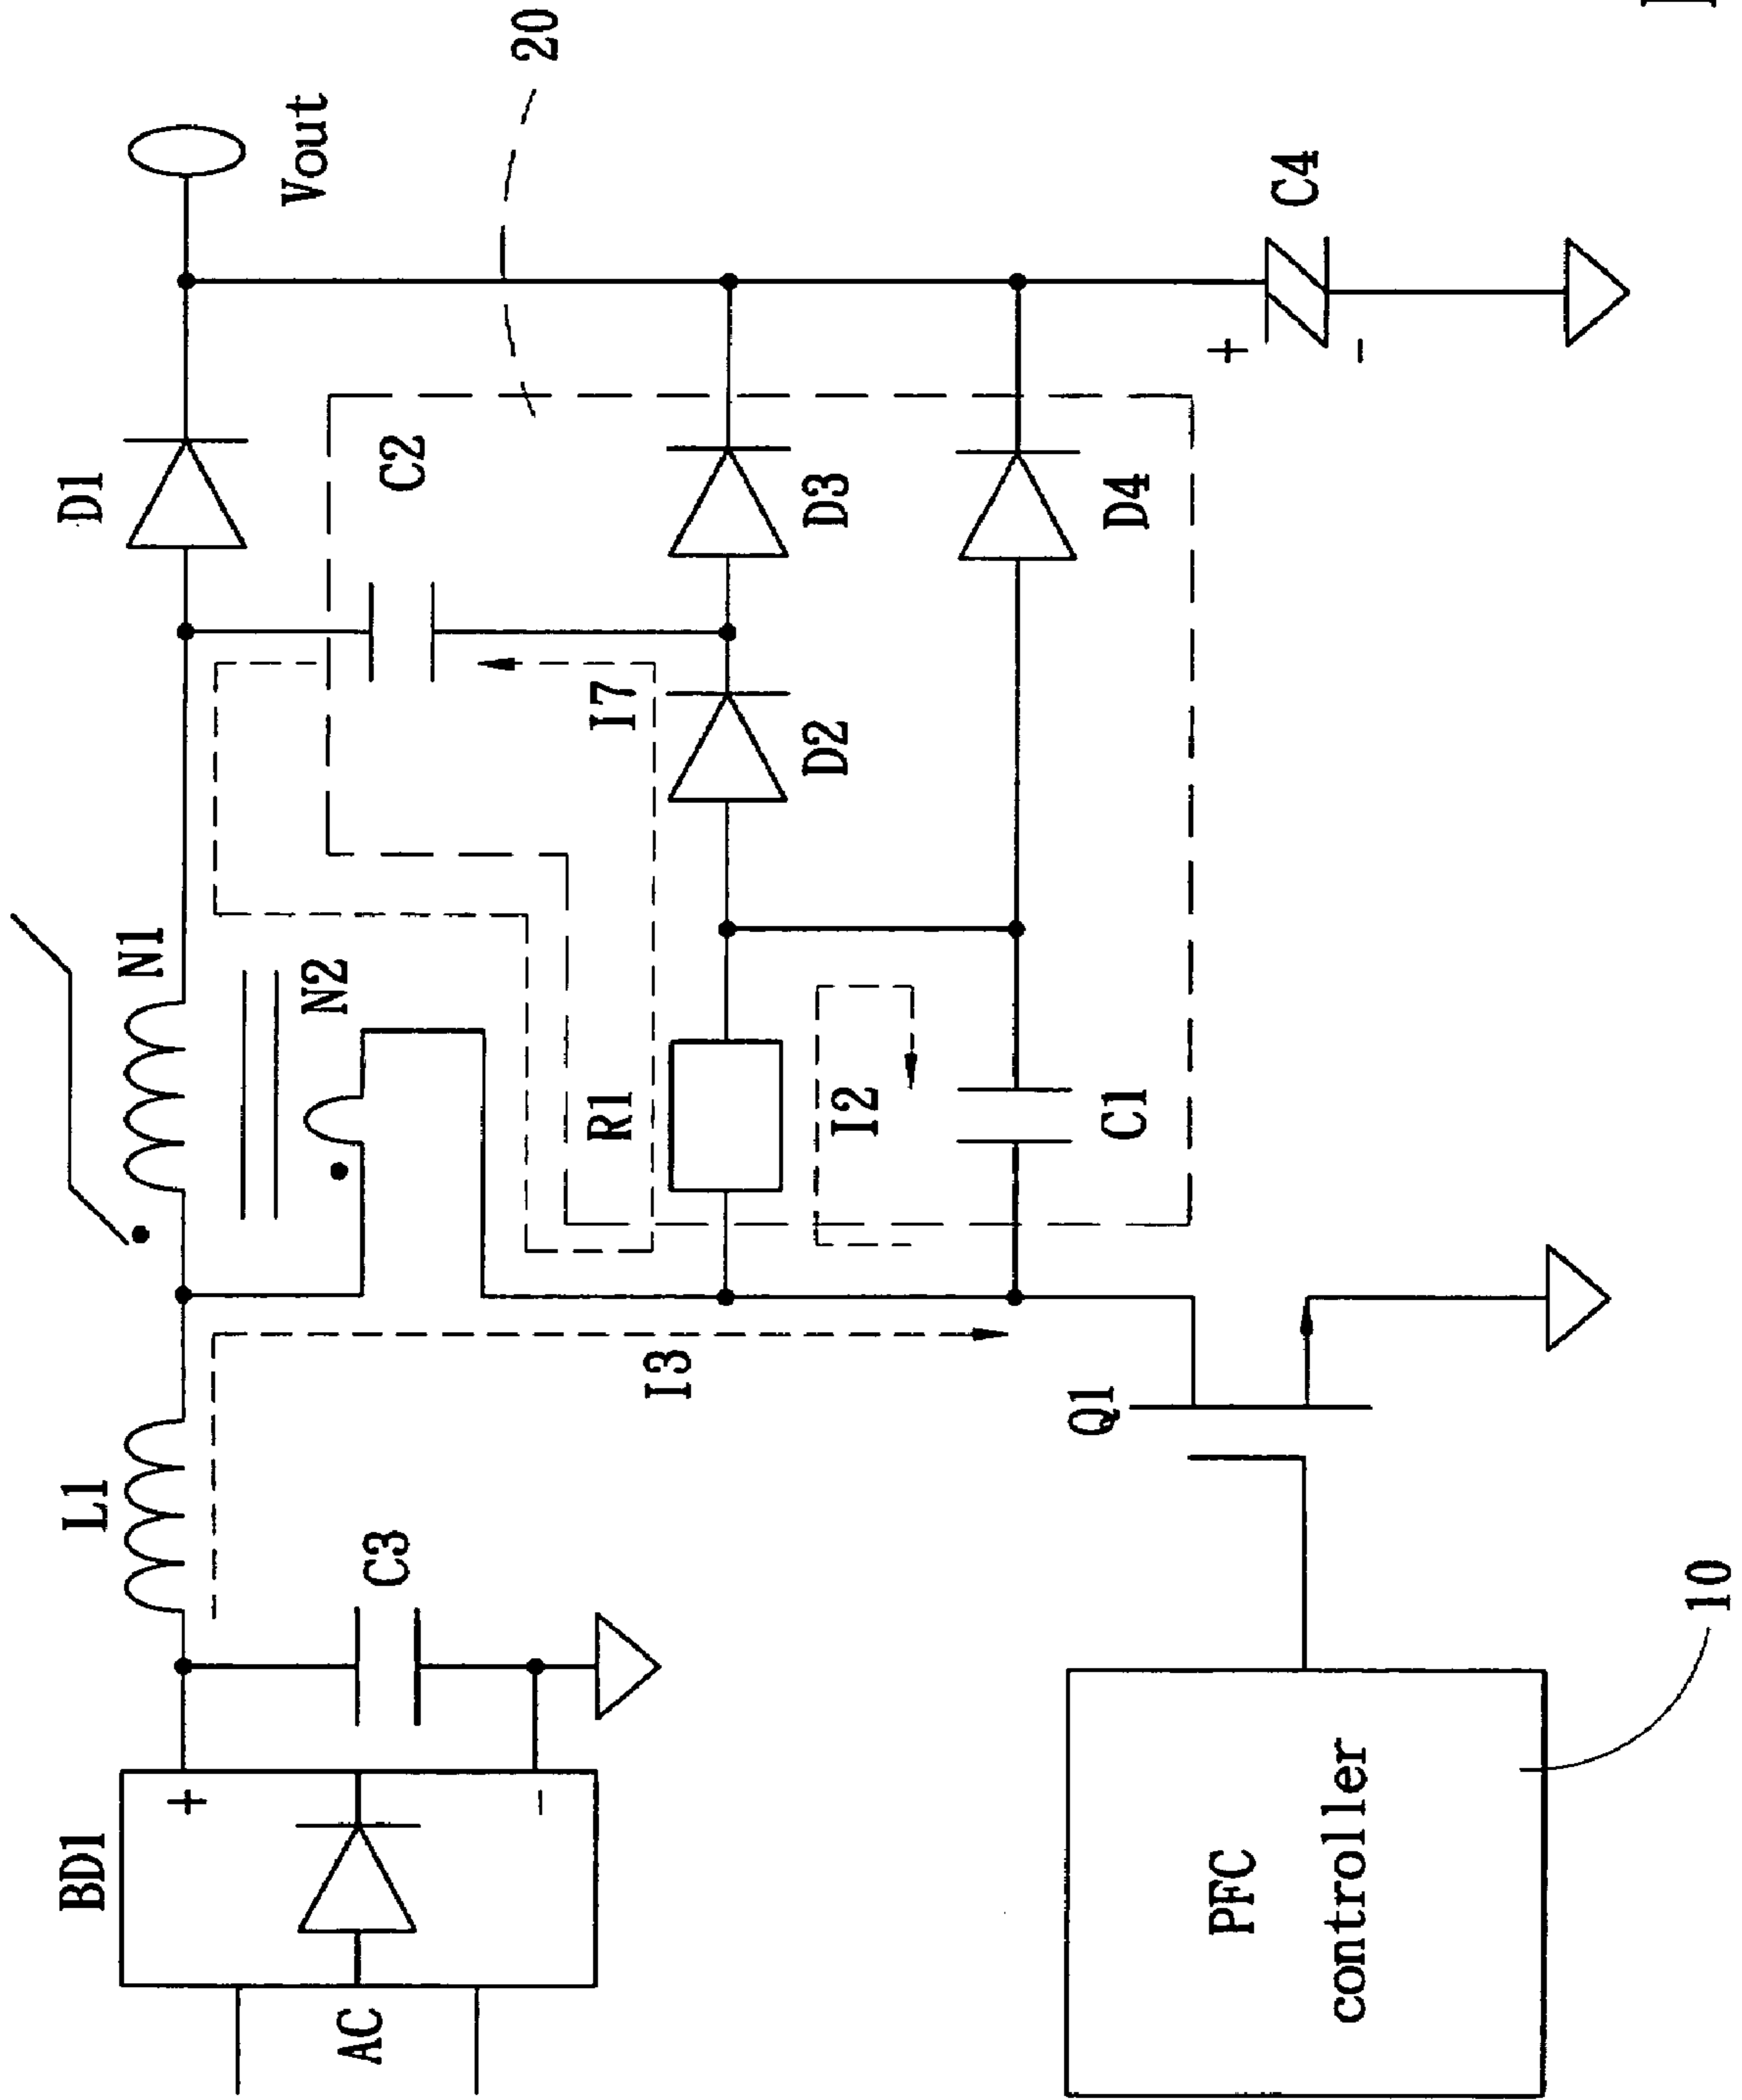 BD1
+
-
AC
L1
C3
N1
N2
D1
Vout
20
C2
I7
R1
D2
D3
I3
I2
C1
D4
+
-
C4
Q1
PFC
controller
10